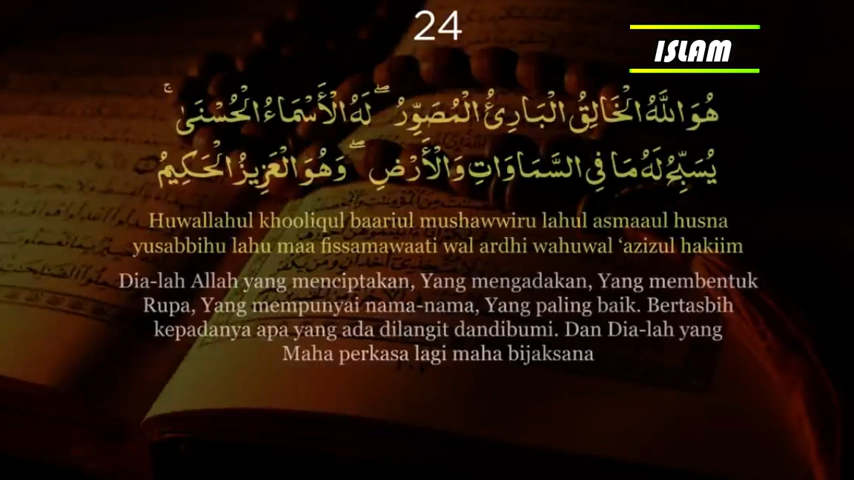 24
ISLAM
هُوَ اللَّهُ الْخَالِقُ الْبَارِئُ الْمُصَوِّرُ ۖ لَهُ الْأَسْمَاءُ الْحُسْنَىٰ ۚ
يُسَبِّحُ لَهُ مَا فِي السَّمَاوَاتِ وَالْأَرْضِ ۖ وَهُوَ الْعَزِيزُ الْحَكِيمُ
Huwallahul khooliqul baariul mushawwiru lahul asmaaul husna
yusabbihu lahu maa fissamawaati wal ardhi wahuwal ‘azizul hakiim
Dia-lah Allah yang menciptakan, Yang mengadakan, Yang membentuk
Rupa, Yang mempunyai nama-nama, Yang paling baik. Bertasbih
kepadanya apa yang ada dilangit dandibumi. Dan Dia-lah yang
Maha perkasa lagi maha bijaksana